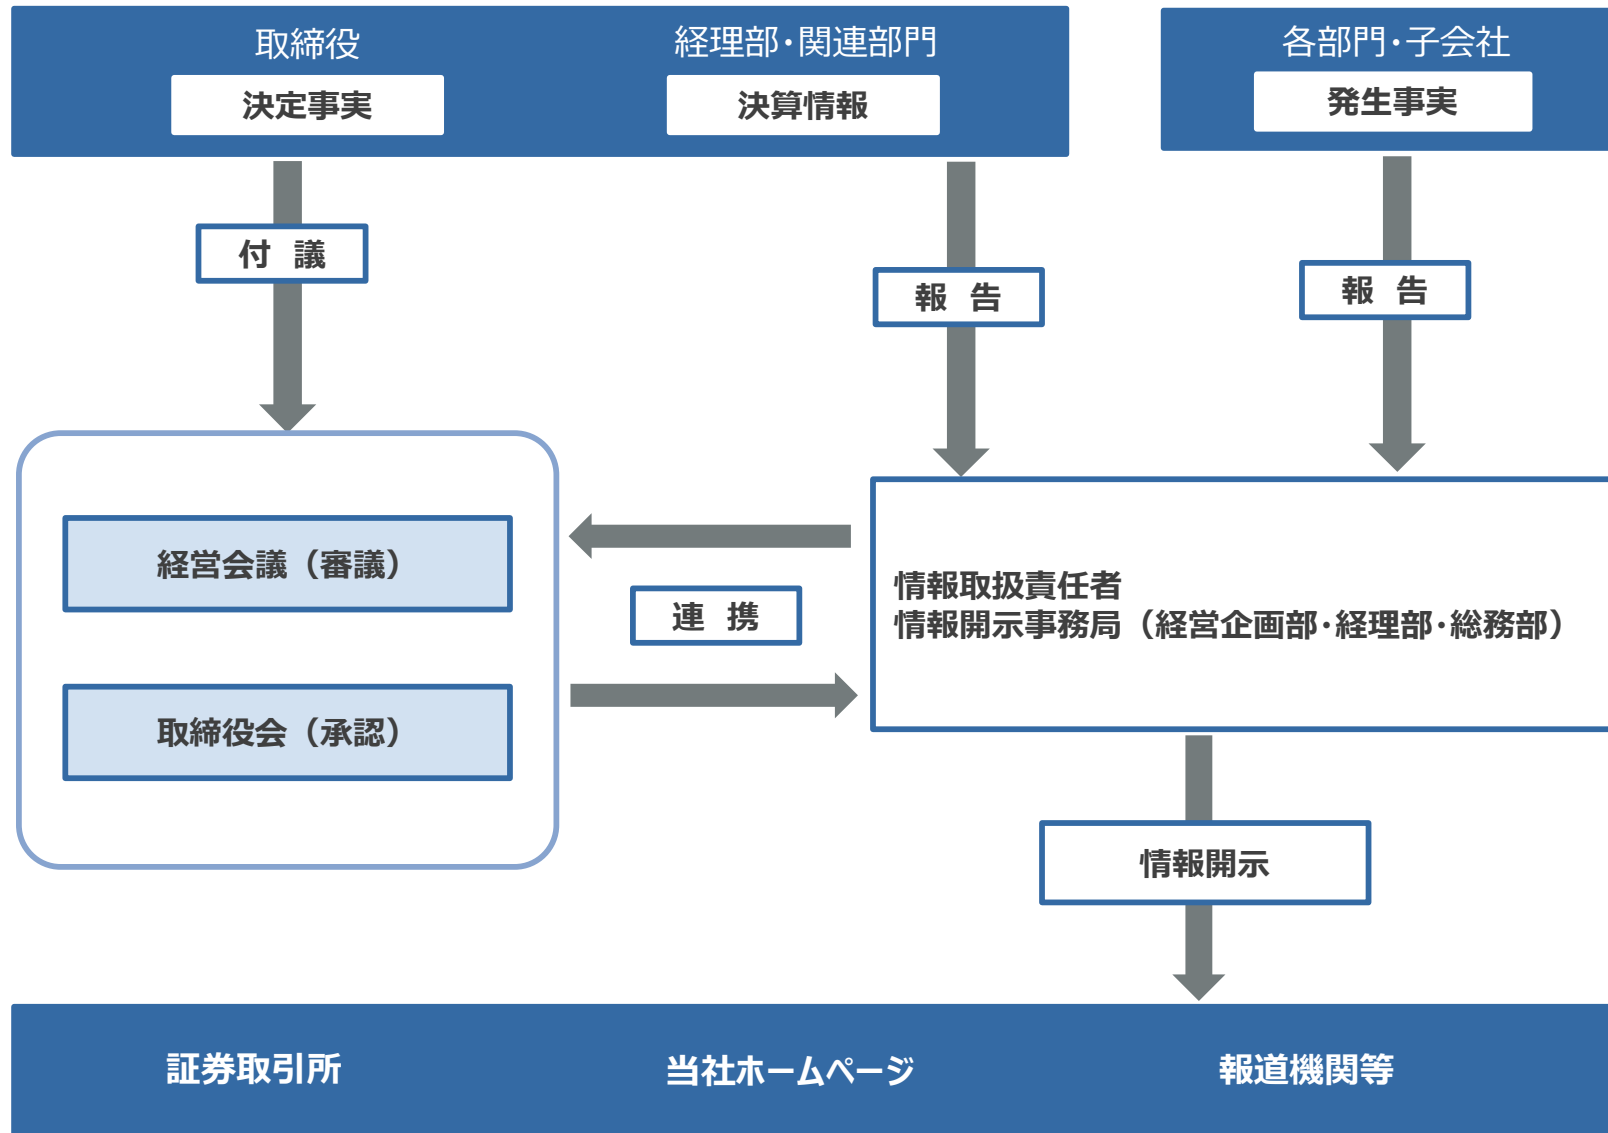 取締役
決定事実
経理部・関連部門
決算情報
各部門・子会社
発生事実
付 議
報 告
報 告
経営会議（審議）
取締役会（承認）
連 携
情報取扱責任者
情報開示事務局（経営企画部・経理部・総務部）
情報開示
証券取引所
当社ホームページ
報道機関等